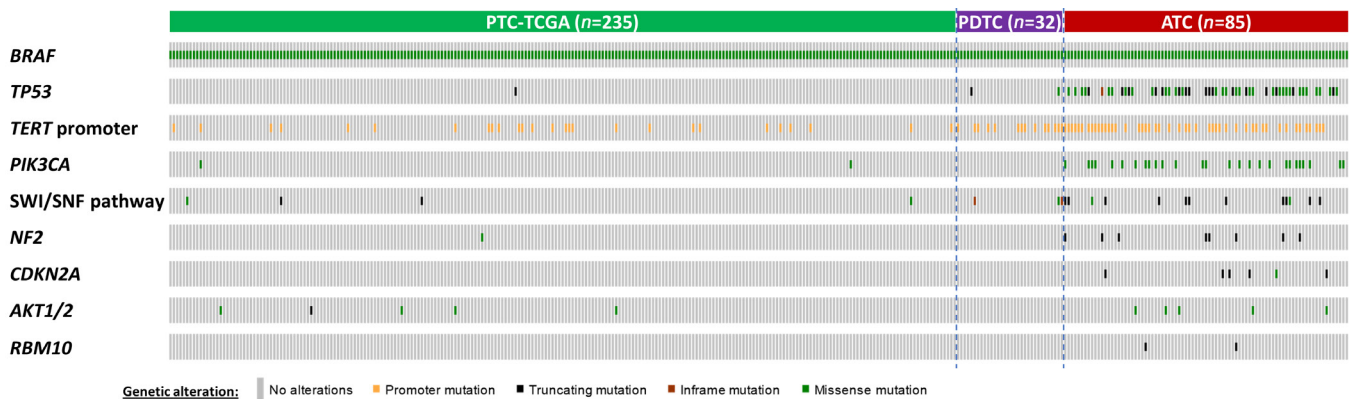 PTC-TCGA (n=235) PDTC (n=32) ATC (n=85)
BRAF
TP53
TERT promoter
PIK3CA
SWI/SNF pathway
NF2
CDKN2A
AKT1/2
RBM10
Genetic alteration: No alterations Promoter mutation Truncating mutation Inframe mutation Missense mutation